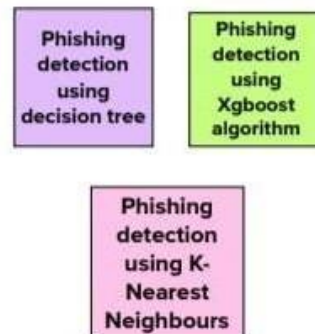 Phishing
detection
using
decision tree
Phishing
detection
using
Xgboost
algorithm
Phishing
detection
using K-
Nearest
Neighbours